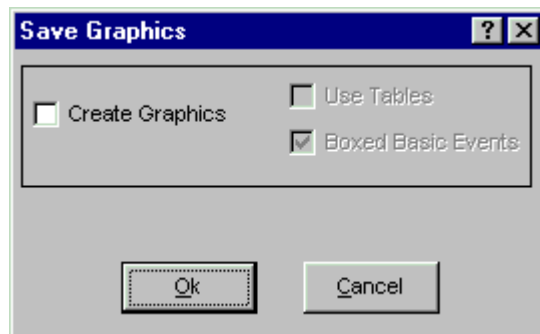 Save Graphics
Create Graphics
Use Tables
Boxed Basic Events
Ok
Cancel